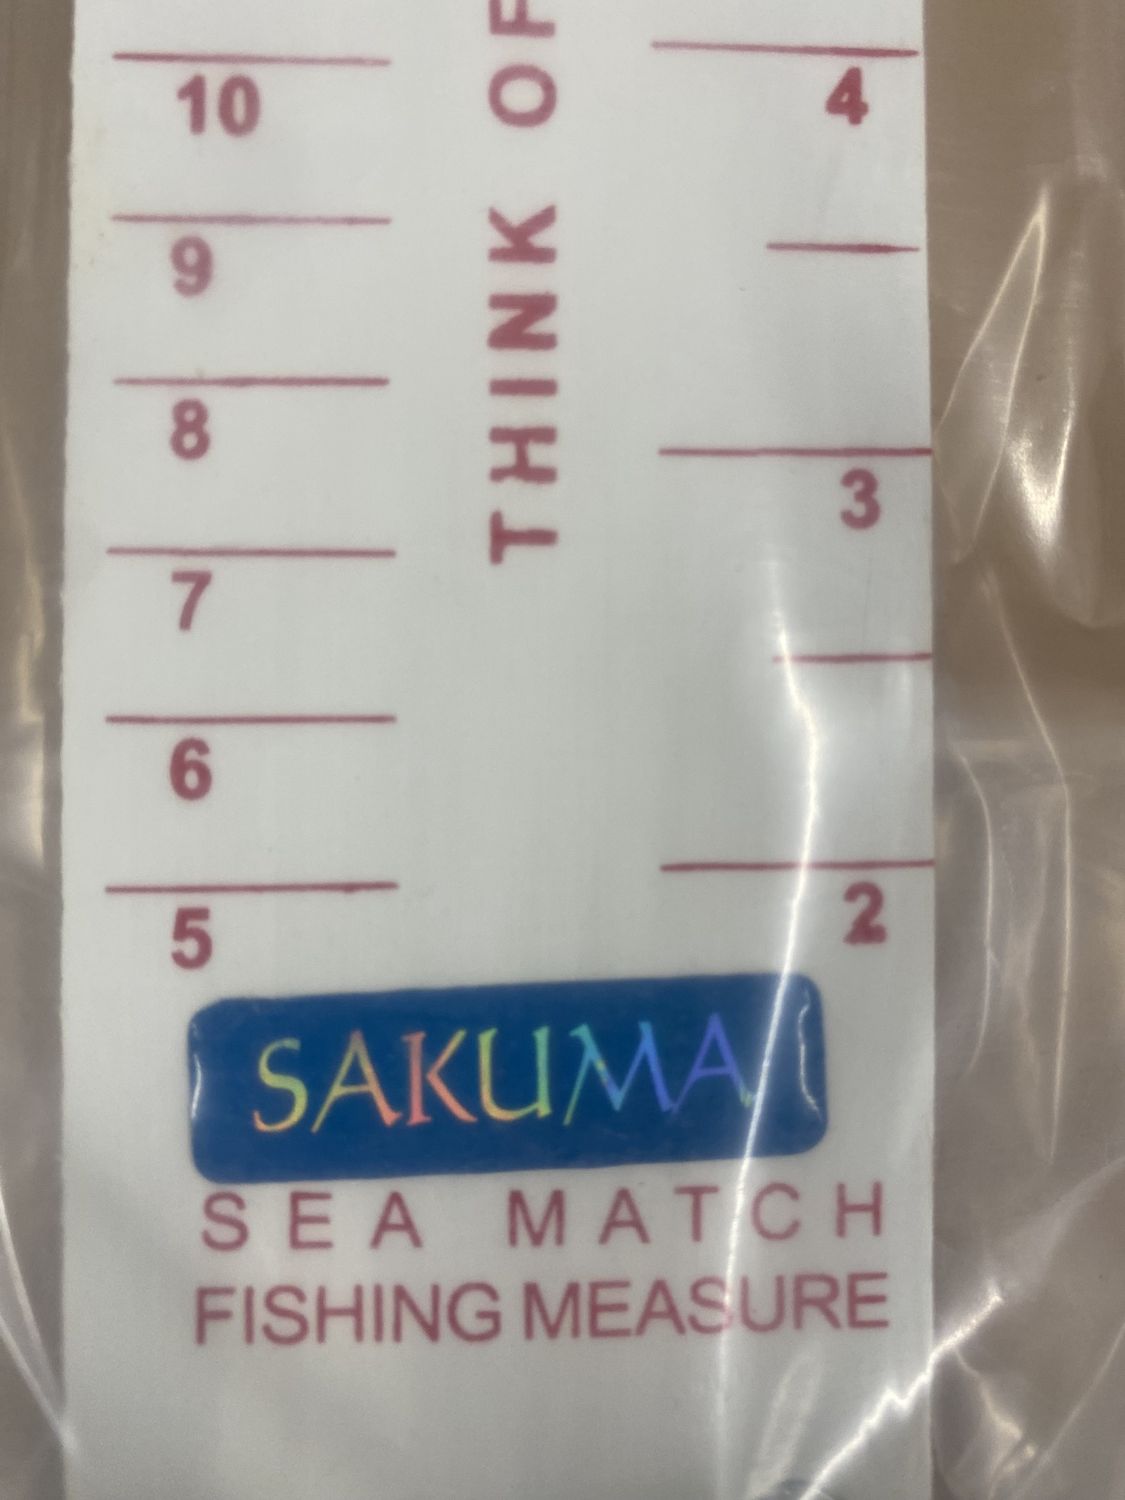 10
9
8
7
6
5
THINK OF
4
3
2
SAKUMA
SEA MATCH
FISHING MEASURE